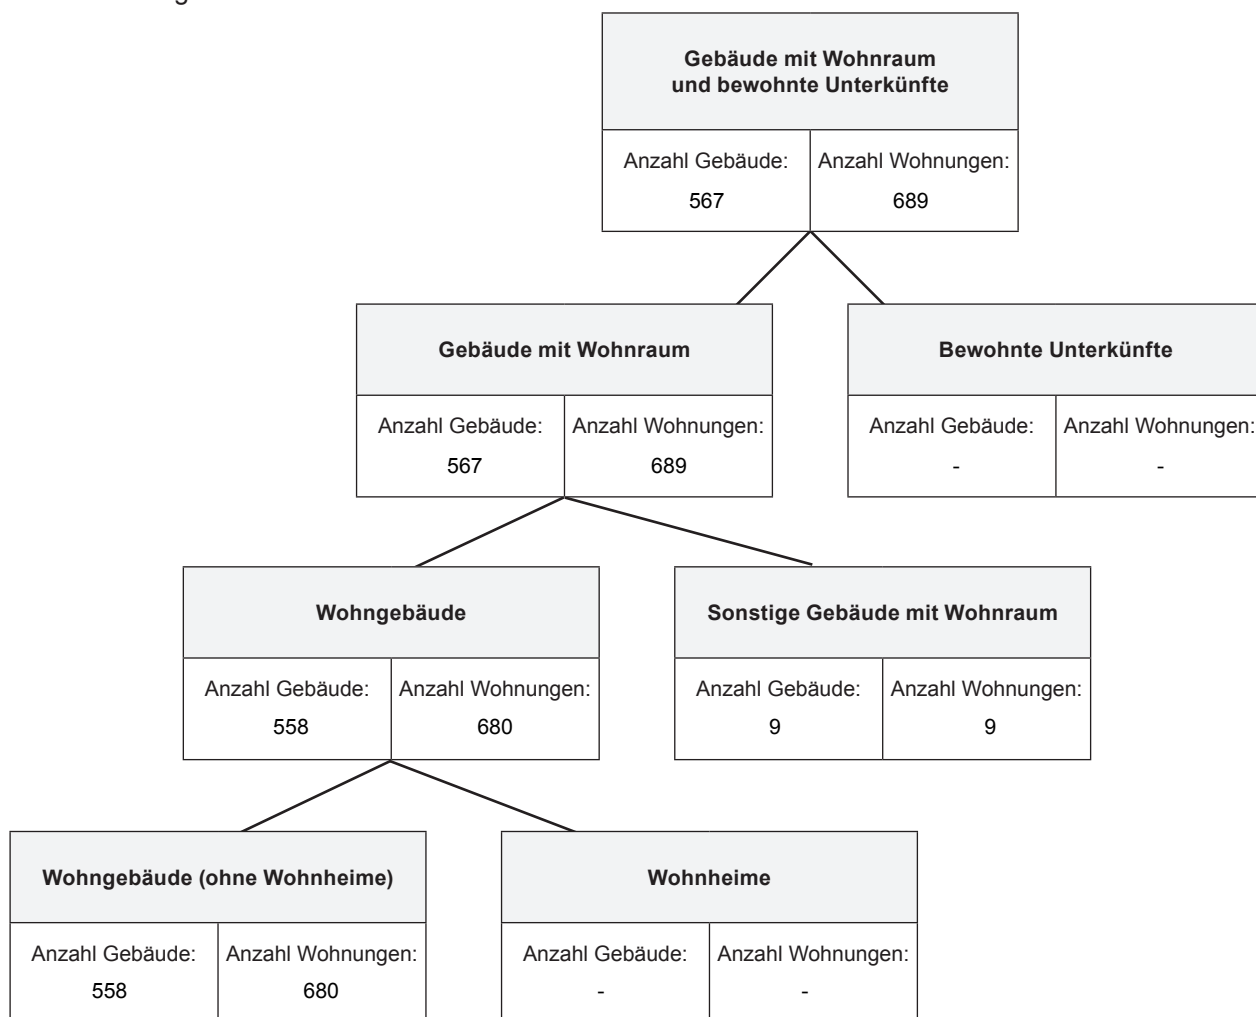 Gebäude mit Wohnraum
und bewohnte Unterkünfte
Anzahl Gebäude:
567
Anzahl Wohnungen:
689
Gebäude mit Wohnraum
Anzahl Gebäude:
567
Anzahl Wohnungen:
689
Bewohnte Unterkünfte
Anzahl Gebäude:
-
Anzahl Wohnungen:
-
Wohngebäude
Anzahl Gebäude:
558
Anzahl Wohnungen:
680
Sonstige Gebäude mit Wohnraum
Anzahl Gebäude:
9
Anzahl Wohnungen:
9
Wohngebäude (ohne Wohnheime)
Anzahl Gebäude:
558
Anzahl Wohnungen:
680
Wohnheime
Anzahl Gebäude:
-
Anzahl Wohnungen:
-